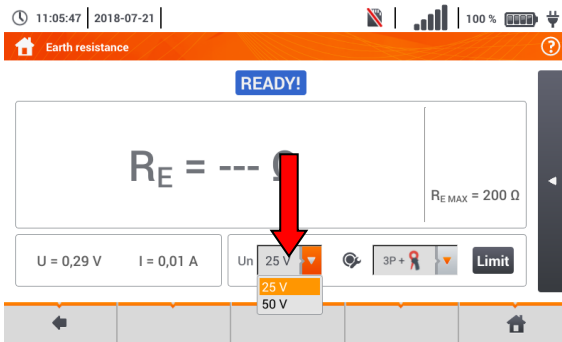 11:05:47 2018-07-21 100 %
Earth resistance ?
READY!
RE = --- Ω
RE MAX = 200 Ω
U = 0,29 V I = 0,01 A Un 25 V 3P + Limit
25 V
50 V